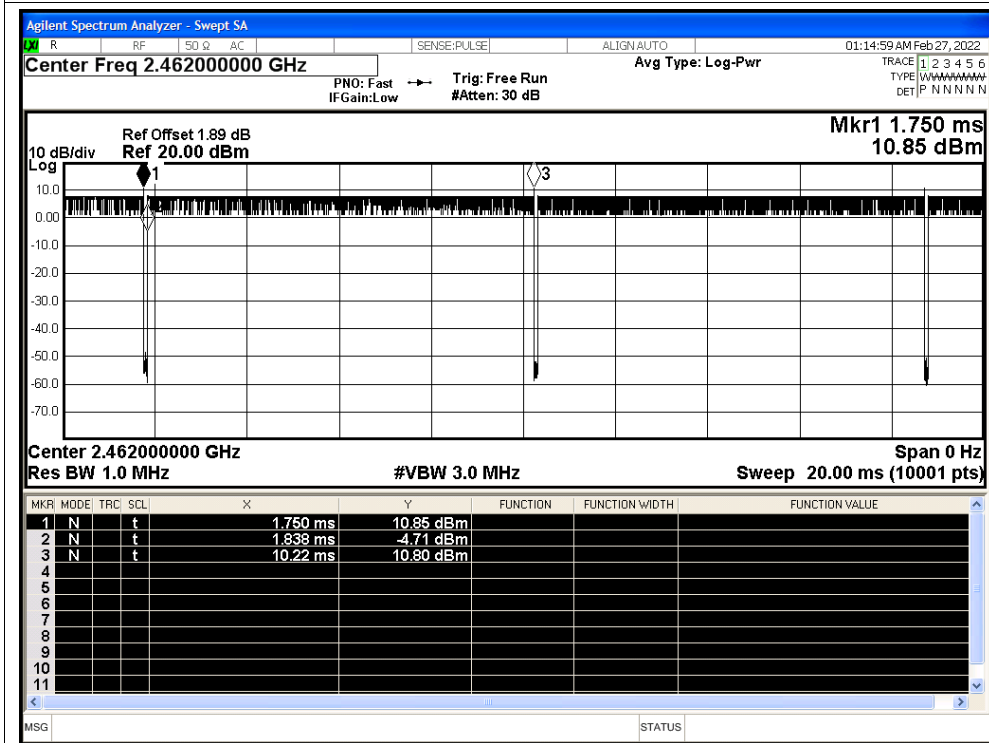 Agilent Spectrum Analyzer - Swept SA
LXI R RF 50 Ω AC SENSE:PULSE ALIGN AUTO 01:14:59 AM Feb 27, 2022
Center Freq 2.462000000 GHz
PNO: Fast
IFGain:Low
Trig: Free Run
#Atten: 30 dB
Avg Type: Log-Pwr
TRACE 1 2 3 4 5 6
TYPE
DET P N N N N N
Ref Offset 1.89 dB
10 dB/div Ref 20.00 dBm
Log
Mkr1 1.750 ms
10.85 dBm
1
3
2
10.0
0.00
-10.0
-20.0
-30.0
-40.0
-50.0
-60.0
-70.0
Center 2.462000000 GHz Span 0 Hz
Res BW 1.0 MHz #VBW 3.0 MHz Sweep 20.00 ms (10001 pts)
MKR MODE TRC SCL X Y FUNCTION FUNCTION WIDTH FUNCTION VALUE
1 N t 1.750 ms 10.85 dBm
2 N t 1.838 ms -4.71 dBm
3 N t 10.22 ms 10.80 dBm
4
5
6
7
8
9
10
11
MSG STATUS